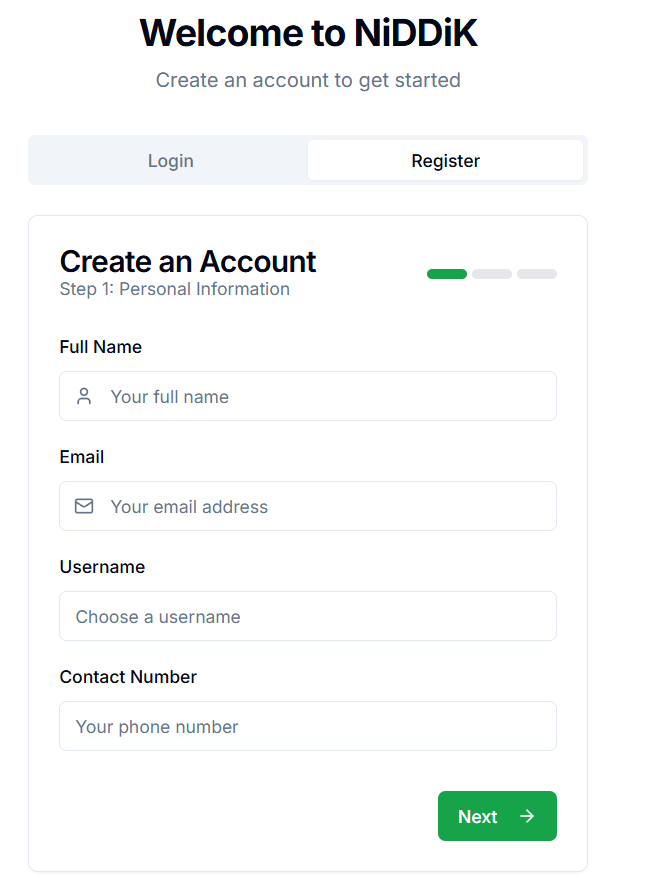 Welcome to NiDDiK
Create an account to get started
Login Register
Create an Account
Step 1: Personal Information
Full Name
Your full name
Email
Your email address
Username
Choose a username
Contact Number
Your phone number
Next